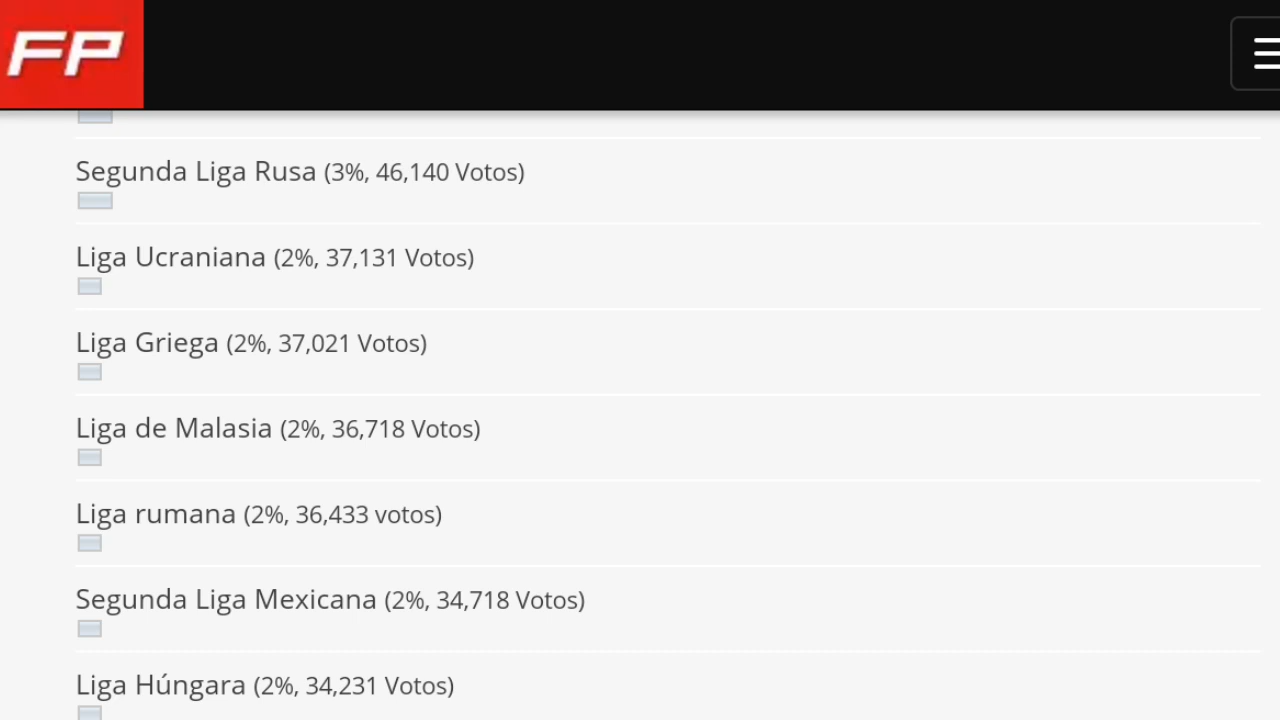 FP
Segunda Liga Rusa (3%, 46,140 Votos)
Liga Ucraniana (2%, 37,131 Votos)
Liga Griega (2%, 37,021 Votos)
Liga de Malasia (2%, 36,718 Votos)
Liga rumana (2%, 36,433 votos)
Segunda Liga Mexicana (2%, 34,718 Votos)
Liga Húngara (2%, 34,231 Votos)